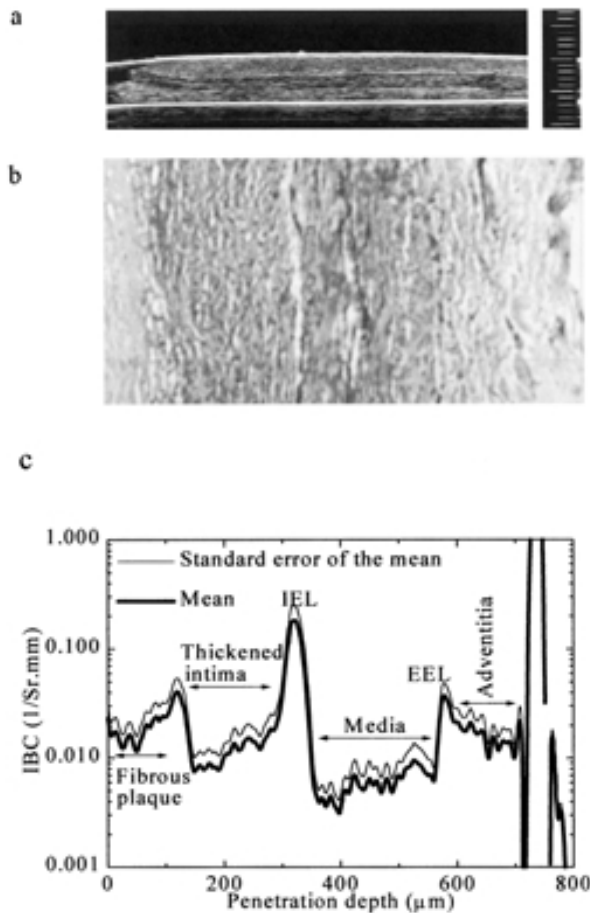 a
b
c
1.000
Standard error of the mean
Mean
IEL
0.100
Thickened
intima
EEL
Adventitia
Media
0.010
Fibrous
plaque
0.001
IBC (1/Sr.mm)
0 200 400 600 800
Penetration depth (μm)